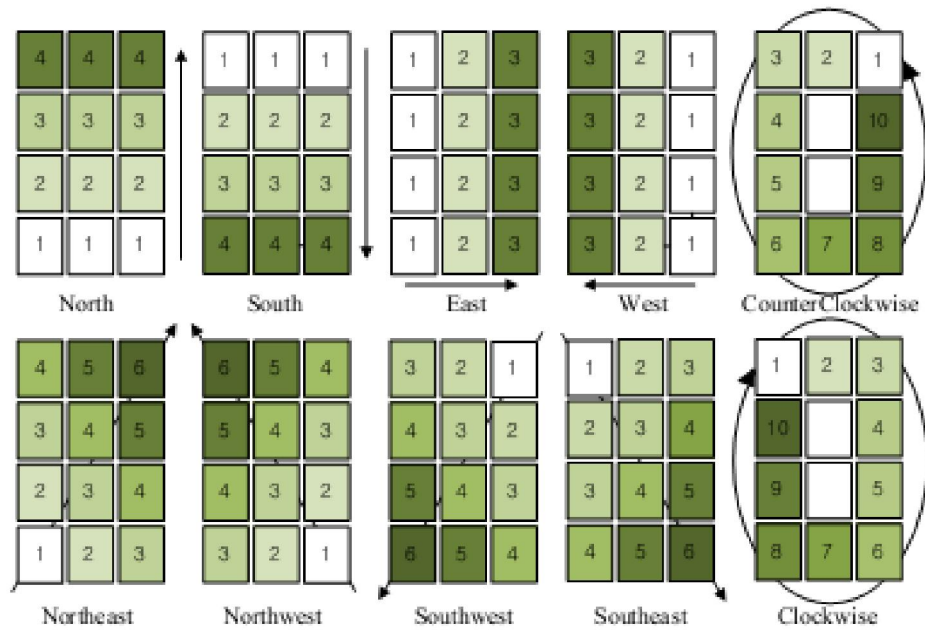 4 4 4 1 1 1 1 2 3 3 2 1 3 2 1
3 3 3 2 2 2 1 2 3 3 2 1 4 10
2 2 2 3 3 3 1 2 3 3 2 1 5 9
1 1 1 4 4 4 1 2 3 3 2 1 6 7 8
North South East West CounterClockwise
4 5 6 6 5 4 3 2 1 1 2 3 1 2 3
3 4 5 5 4 3 4 3 2 2 3 4 10 4
2 3 4 4 3 2 5 4 3 3 4 5 9 5
1 2 3 3 2 1 6 5 4 4 5 6 8 7 6
Northeast Northwest Southwest Southeast Clockwise